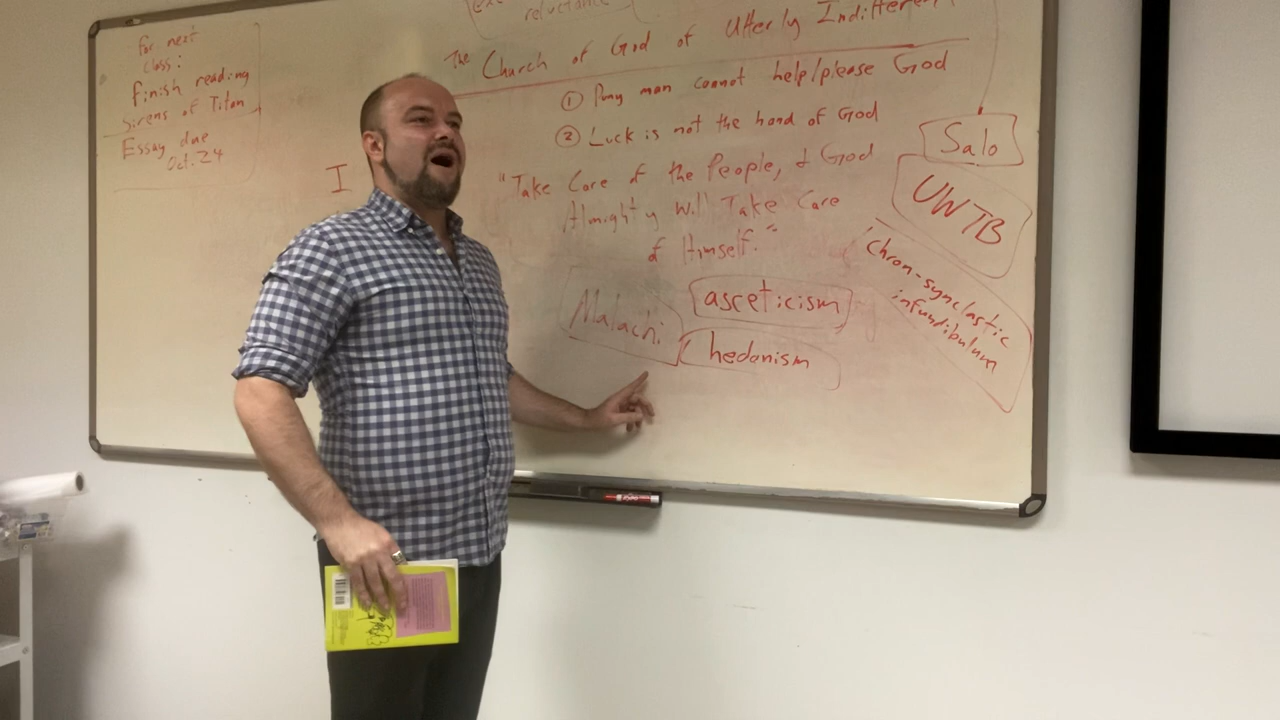 reluctance
for next
class:
finish reading
Sirens of Titan
Essay due
Oct. 24
The Church of God of Utterly Indifferent
① Puny man cannot help/please God
② Luck is not the hand of God
I
"Take Care of the People, & God
Almighty Will Take Care
of Himself."
Salo
UWTB
chron-synclastic
infundibulum
Malachi
asceticism
hedonism